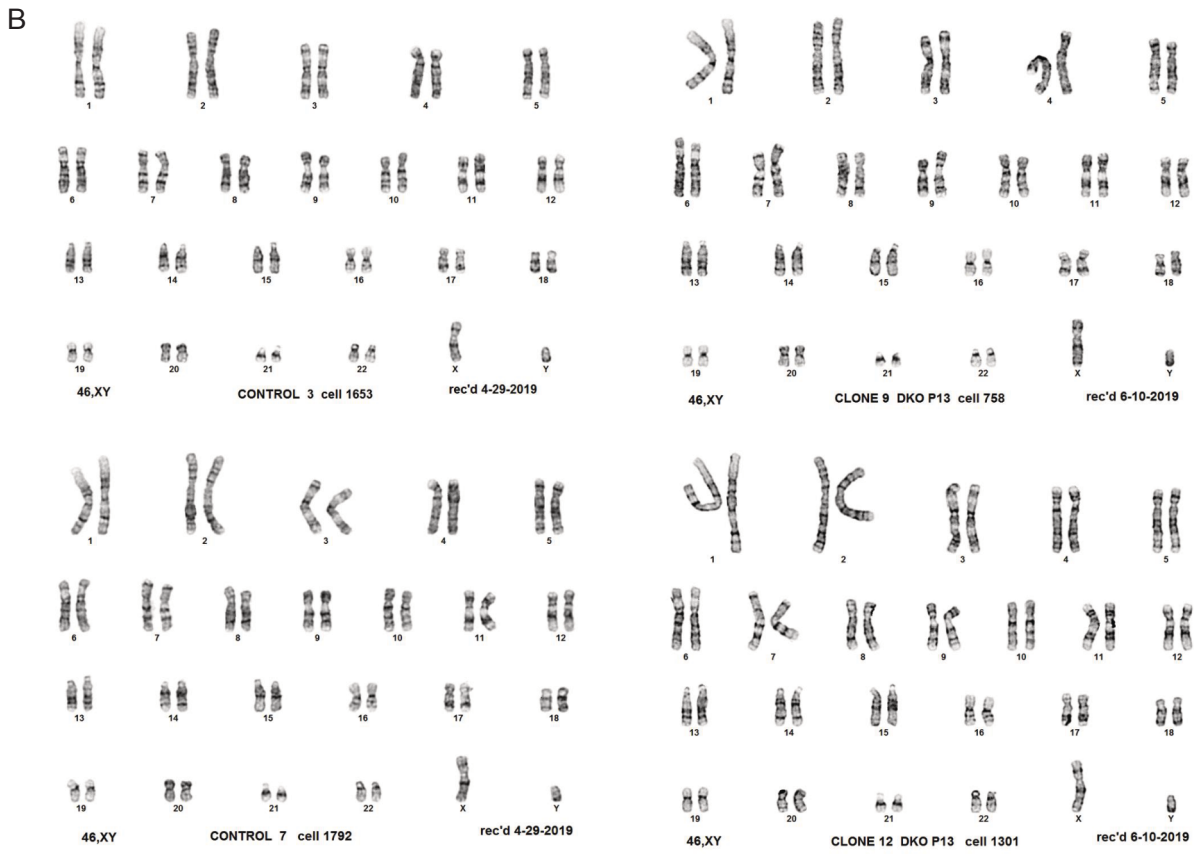 B
1 2 3 4 5
6 7 8 9 10 11 12
13 14 15 16 17 18
19 20 21 22 X Y
46,XY CONTROL 3 cell 1653 rec'd 4-29-2019
1 2 3 4 5
6 7 8 9 10 11 12
13 14 15 16 17 18
19 20 21 22 X Y
46,XY CLONE 9 DKO P13 cell 758 rec'd 6-10-2019
1 2 3 4 5
6 7 8 9 10 11 12
13 14 15 16 17 18
19 20 21 22 X Y
46,XY CONTROL 7 cell 1792 rec'd 4-29-2019
1 2 3 4 5
6 7 8 9 10 11 12
13 14 15 16 17 18
19 20 21 22 X Y
46,XY CLONE 12 DKO P13 cell 1301 rec'd 6-10-2019